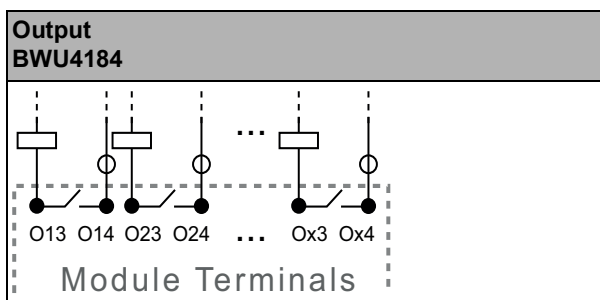 Output
BWU4184
...
O13 O14 O23 O24 ... Ox3 Ox4
Module Terminals